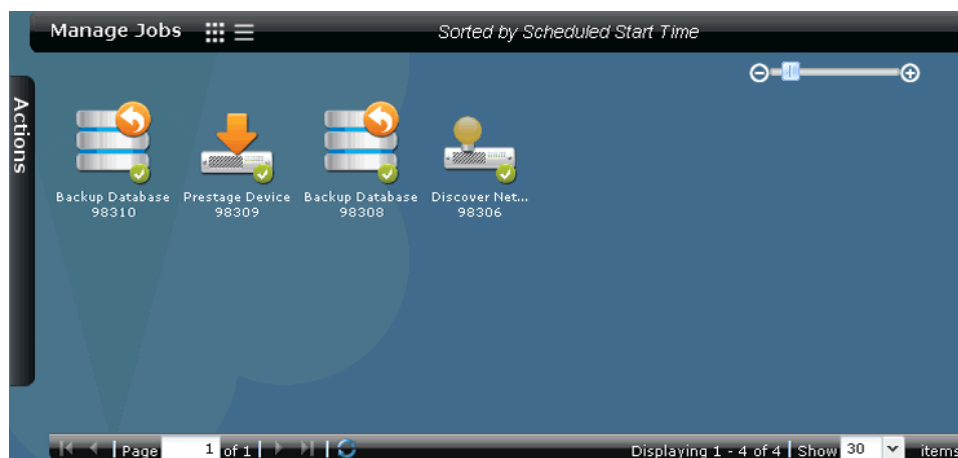 Manage Jobs
Sorted by Scheduled Start Time
Actions
Backup Database
98310
Prestage Device
98309
Backup Database
98308
Discover Net...
98306
Page 1 of 1
Displaying 1 - 4 of 4
Show 30 items